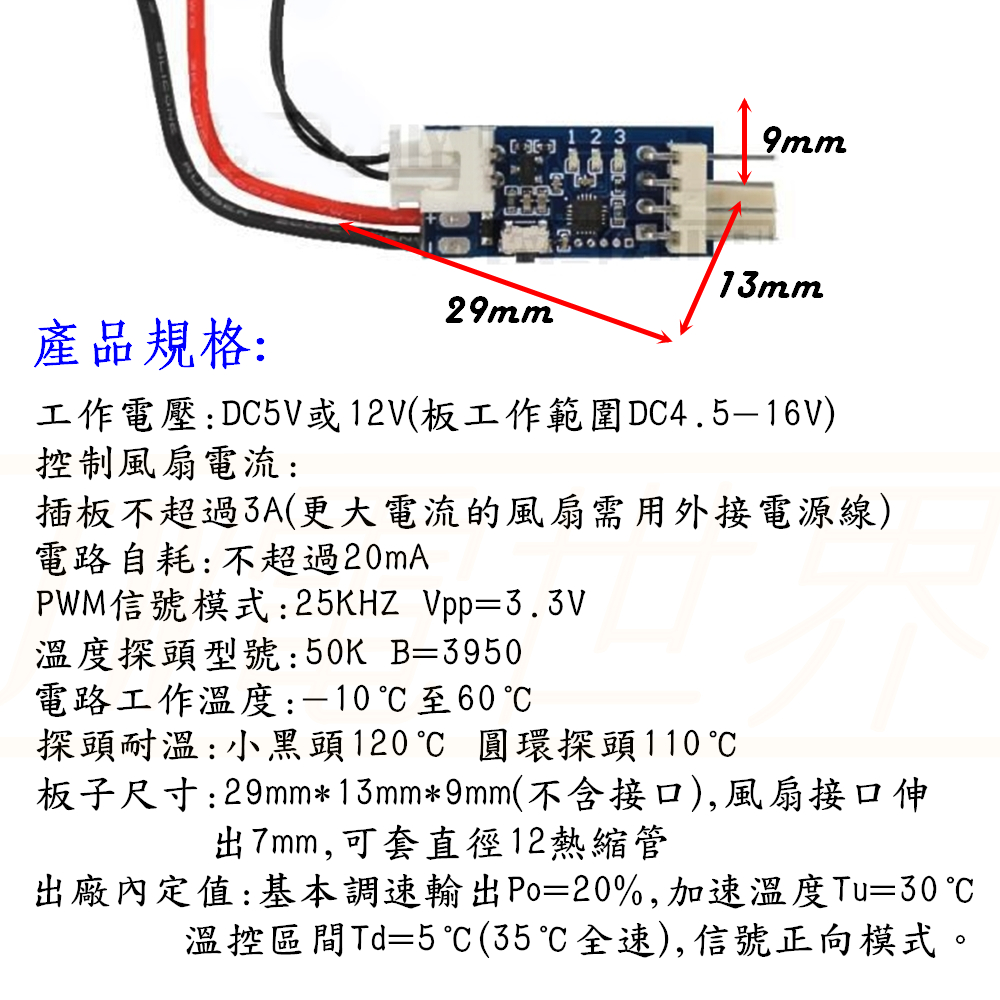 1 2 3
9mm
13mm
29mm
產品規格:
工作電壓:DC5V或12V(板工作範圍DC4.5－16V)
控制風扇電流:
插板不超過3A(更大電流的風扇需用外接電源線)
電路自耗:不超過20mA
PWM信號模式:25KHZ Vpp=3.3V
溫度探頭型號:50K B=3950
電路工作溫度:－10℃至60℃
探頭耐溫:小黑頭120℃ 圓環探頭110℃
板子尺寸:29mm*13mm*9mm(不含接口),風扇接口伸
出7mm,可套直徑12熱縮管
出廠內定值:基本調速輸出Po=20%,加速溫度Tu=30℃
溫控區間Td=5℃(35℃全速),信號正向模式。